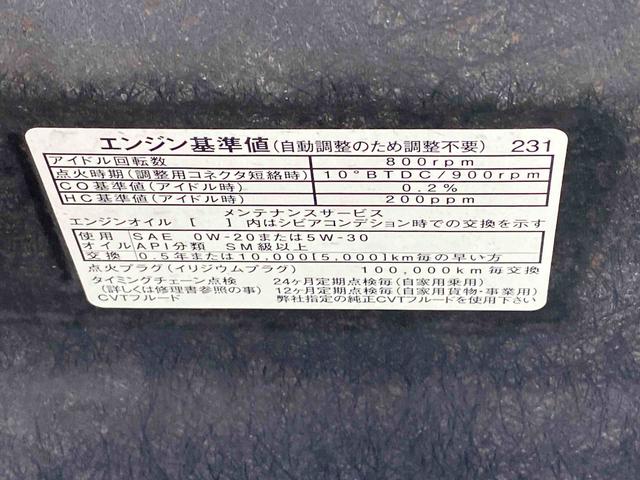 エンジン基準値(自動調整のため調整不要) 231
アイドル回転数 800rpm
点火時期(調整用コネクタ短絡時) 10°BTDC/900rpm
CO基準値(アイドル時) 0.2%
HC基準値(アイドル時) 200ppm
メンテナンスサービス
エンジンオイル [ ]内はシビアコンデション時での交換を示す
使用 SAE 0W-20または5W-30
オイル API分類 SM級以上
交換 0.5年または10,000[5,000]km毎の早い方
点火プラグ(イリジウムプラグ) 100,000km毎交換
タイミングチェーン点検 24ヶ月定期点検毎(自家用乗用)
(詳しくは修理書参照の事) 12ヶ月定期点検毎(自家用貨物・事業用)
CVTフルード 弊社指定の純正CVTフルードを使用下さい